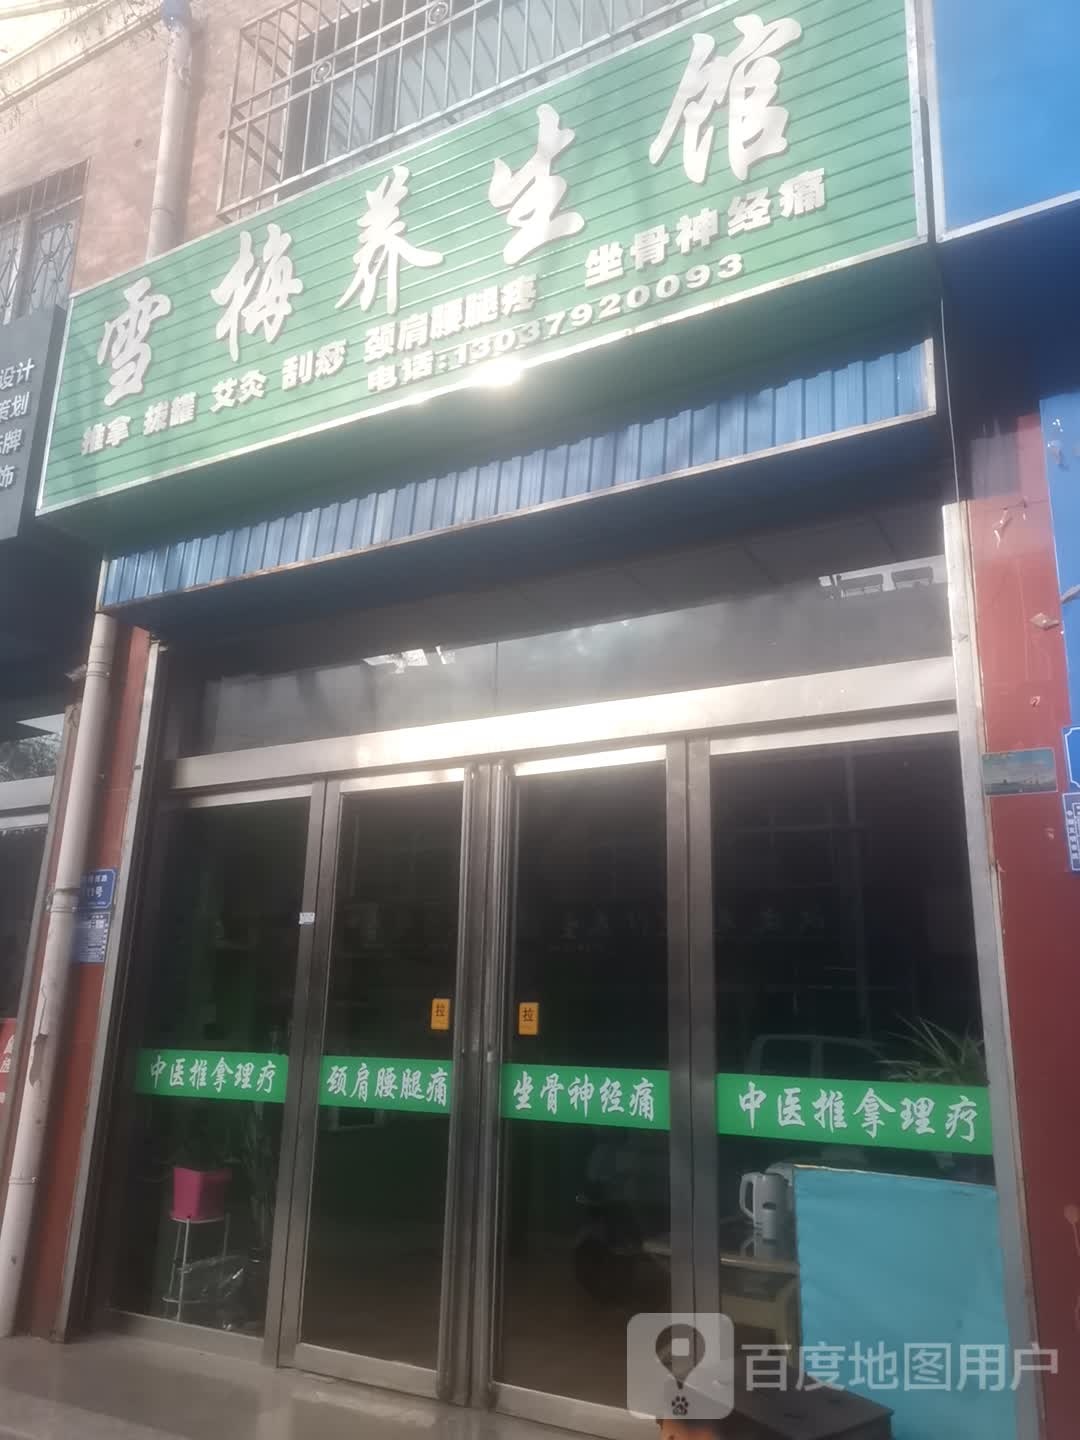 雪梅养生馆
推拿 拔罐 艾灸 刮痧 颈肩腰腿疼 坐骨神经痛
电话:13037920093
设计
策划
牌
饰
11号
拉
拉
中医推拿理疗
颈肩腰腿痛
坐骨神经痛
中医推拿理疗
百度地图用户